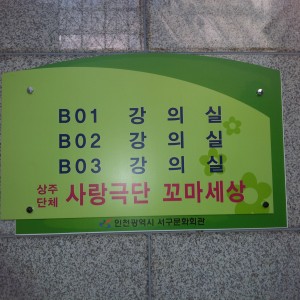 B01 강 의 실
B02 강 의 실
B03 강 의 실
상주
단체 사랑극단 꼬마세상
인천광역시 서구문화회관